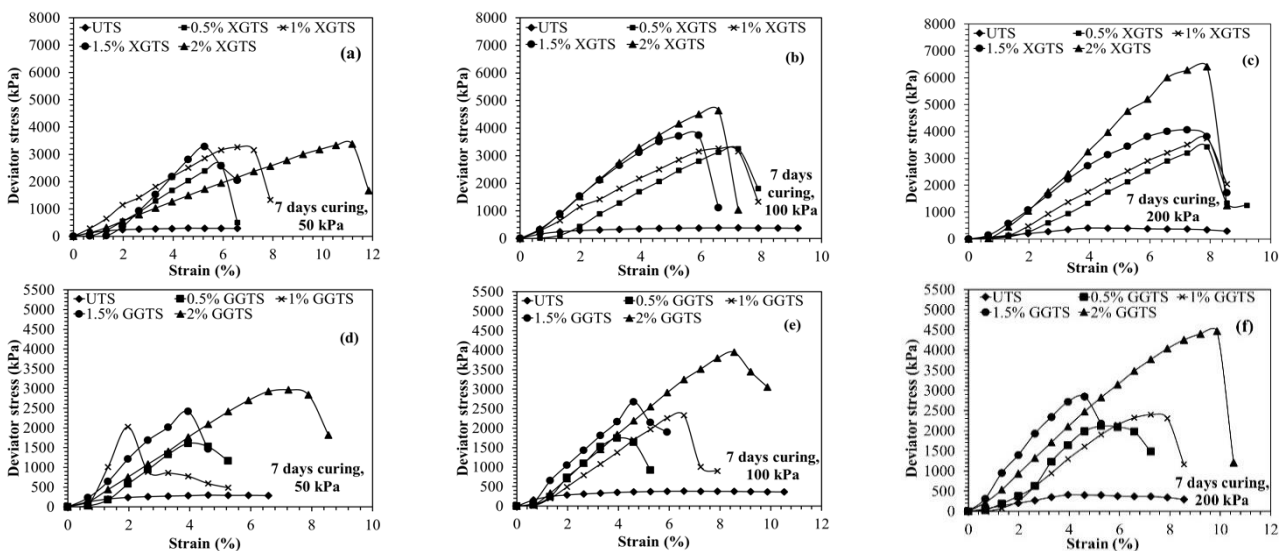 8000
7000
6000
5000
4000
3000
2000
1000
0
Deviator stress (kPa)
UTS 0.5% XGTS 1% XGTS
1.5% XGTS 2% XGTS
(a)
7 days curing,
50 kPa
0 2 4 6 8 10 12
Strain (%)
8000
7000
6000
5000
4000
3000
2000
1000
0
Deviator stress (kPa)
UTS 0.5% XGTS 1% XGTS
1.5% XGTS 2% XGTS
(b)
7 days
curing,
100 kPa
0 1 2 3 4 5 6 7 8 9 10
Strain (%)
8000
7000
6000
5000
4000
3000
2000
1000
0
Deviator stress (kPa)
UTS 0.5% XGTS 1% XGTS
1.5% XGTS 2% XGTS
(c)
7 days curing,
200 kPa
0 2 4 6 8 10
Strain (%)
5500
5000
4500
4000
3500
3000
2500
2000
1500
1000
500
0
Deviator stress (kPa)
UTS 0.5% GGTS 1% GGTS
1.5% GGTS 2% GGTS
(d)
7 days curing,
50 kPa
0 2 4 6 8 10 12
Strain (%)
5500
5000
4500
4000
3500
3000
2500
2000
1500
1000
500
0
Deviator stress (kPa)
UTS 0.5% GGTS 1% GGTS
1.5% GGTS 2% GGTS
(e)
7 days curing,
100 kPa
0 2 4 6 8 10 12
Strain (%)
5500
5000
4500
4000
3500
3000
2500
2000
1500
1000
500
0
Deviator stress (kPa)
UTS 0.5% GGTS 1% GGTS
1.5% GGTS 2% GGTS
(f)
7 days curing,
200 kPa
0 2 4 6 8 10 12
Strain (%)